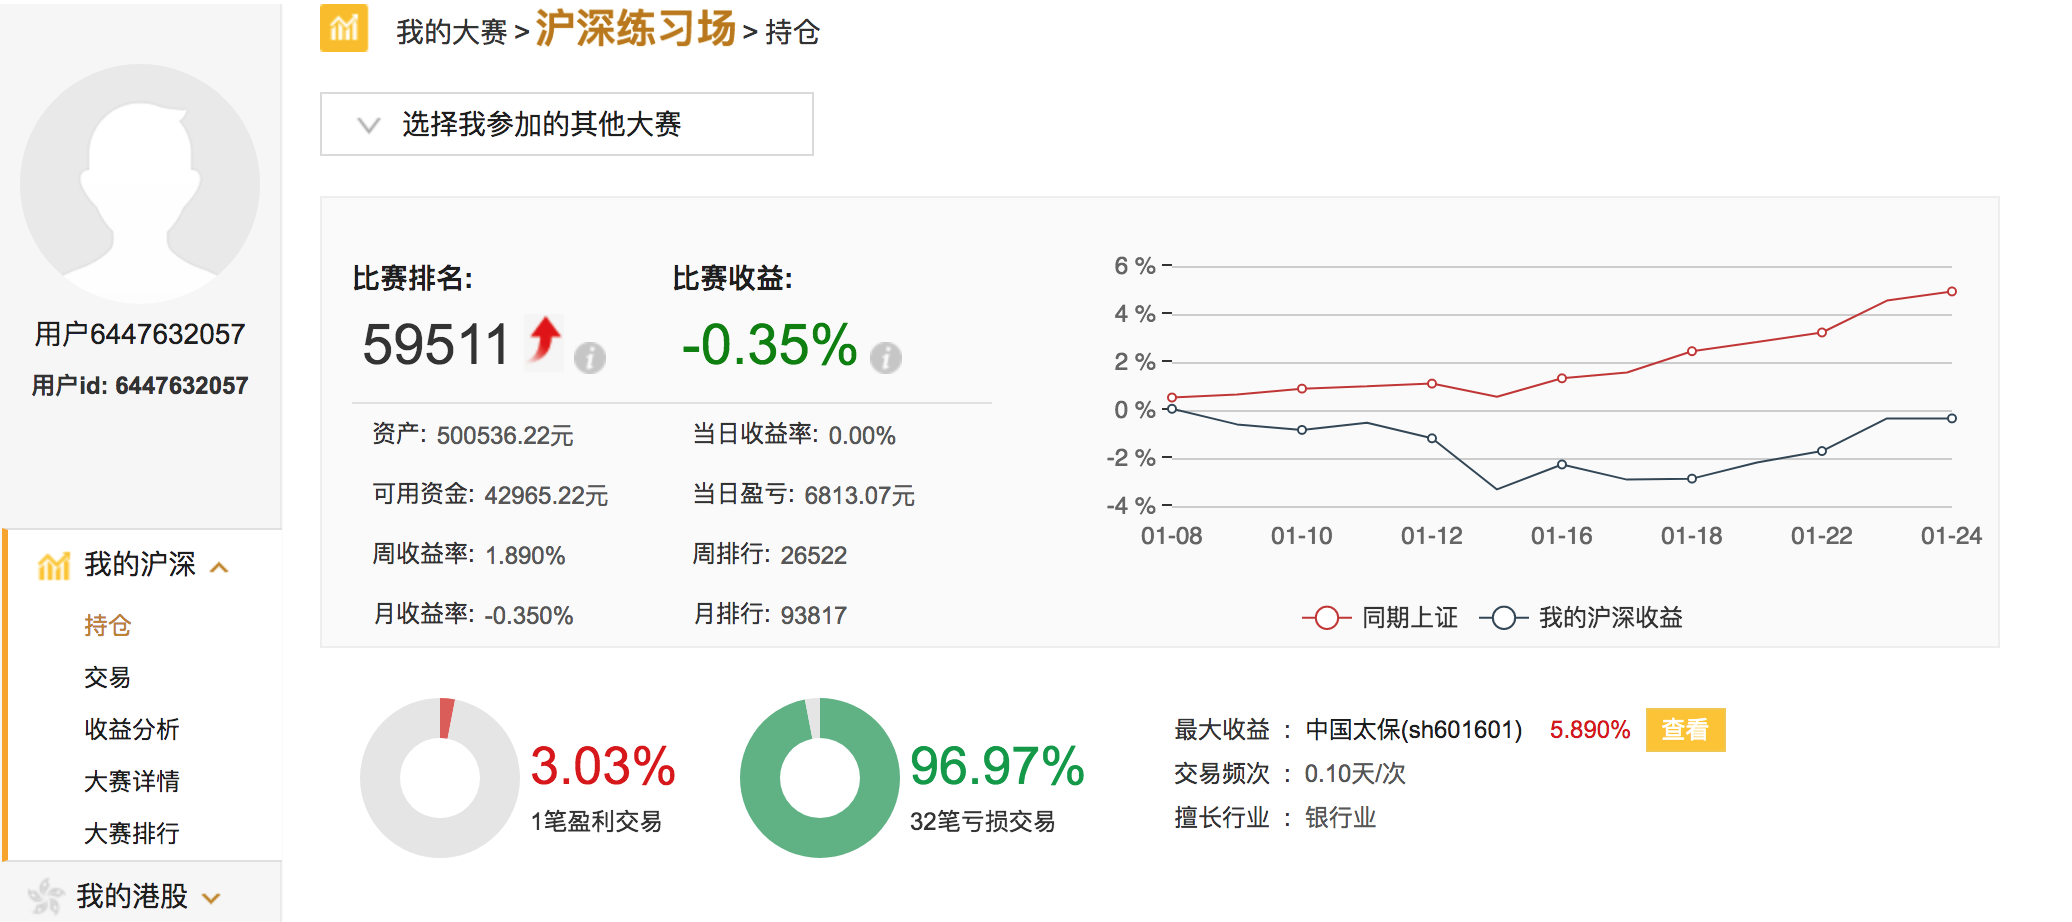 我的大赛 > 沪深练习场 > 持仓
选择我参加的其他大赛
用户6447632057
用户id: 6447632057
我的沪深
持仓
交易
收益分析
大赛详情
大赛排行
我的港股
比赛排名:
59511
比赛收益:
-0.35%
资产: 500536.22元
当日收益率: 0.00%
可用资金: 42965.22元
当日盈亏: 6813.07元
周收益率: 1.890%
周排行: 26522
月收益率: -0.350%
月排行: 93817
6 %
4 %
2 %
0 %
-2 %
-4 %
01-08 01-10 01-12 01-16 01-18 01-22 01-24
同期上证 我的沪深收益
3.03%
1笔盈利交易
96.97%
32笔亏损交易
最大收益 : 中国太保(sh601601) 5.890% 查看
交易频次 : 0.10天/次
擅长行业 : 银行业